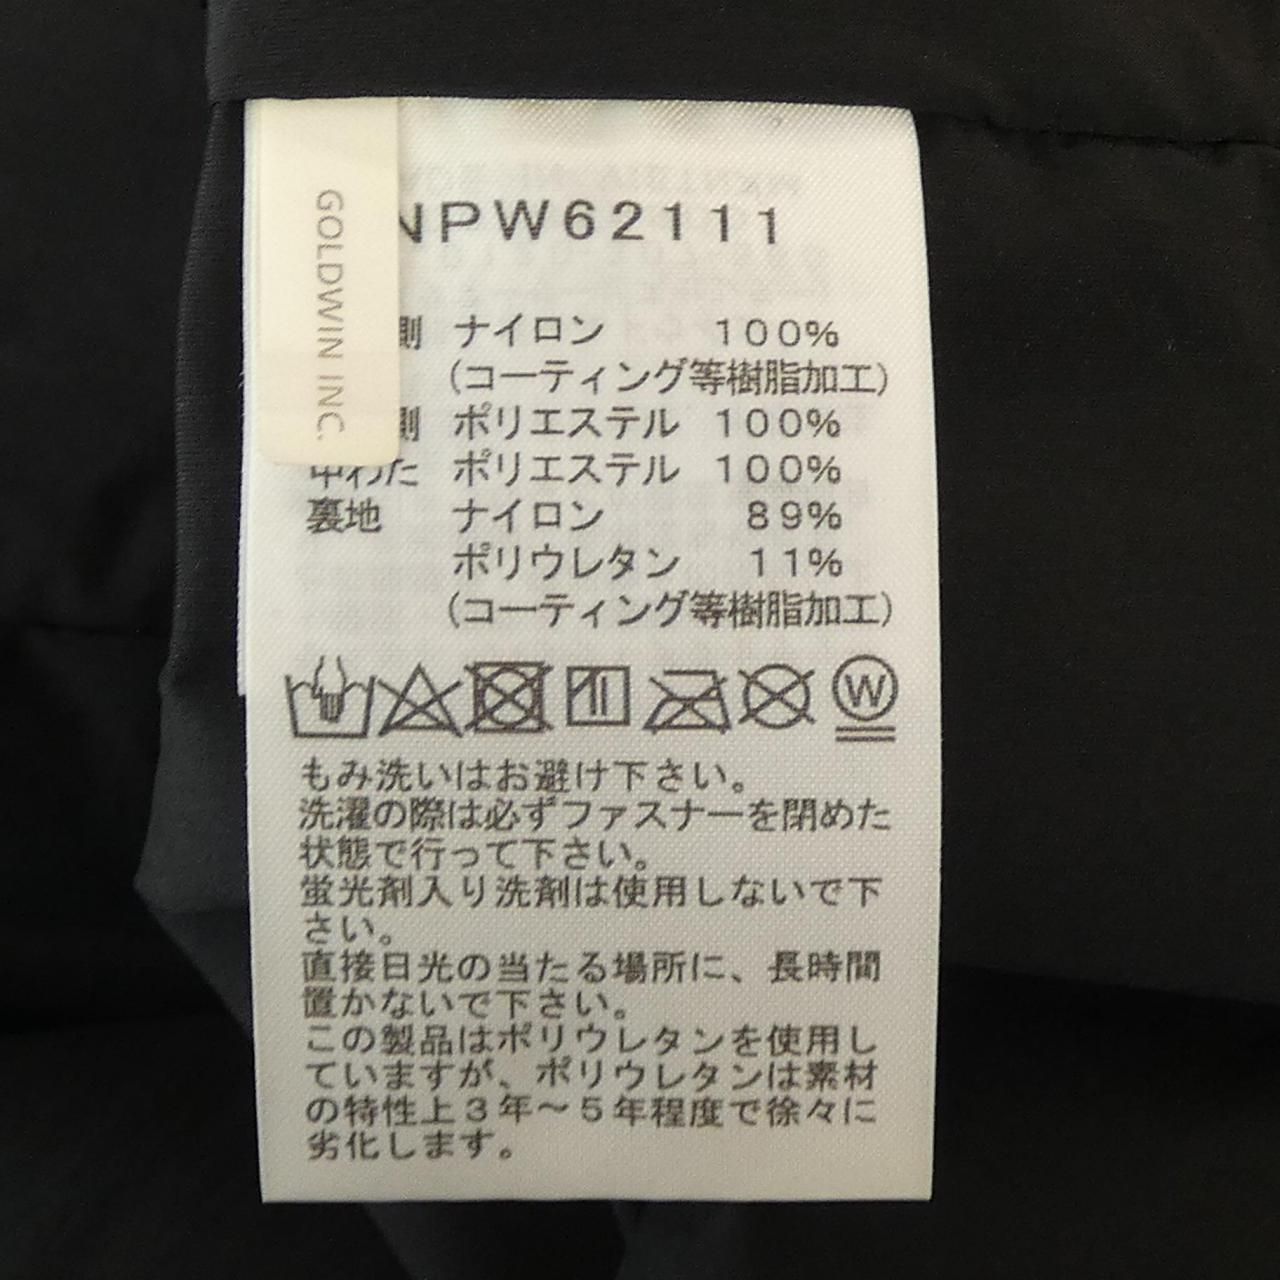 GOLDWIN INC.
NPW62111
側 ナイロン 100%
(コーティング等樹脂加工)
側 ポリエステル 100%
中わた ポリエステル 100%
裏地 ナイロン 89%
ポリウレタン 11%
(コーティング等樹脂加工)
W
もみ洗いはお避け下さい。
洗濯の際は必ずファスナーを閉めた
状態で行って下さい。
蛍光剤入り洗剤は使用しないで下
さい。
直接日光の当たる場所に、長時間
置かないで下さい。
この製品はポリウレタンを使用し
ていますが、ポリウレタンは素材
の特性上3年～5年程度で徐々に
劣化します。